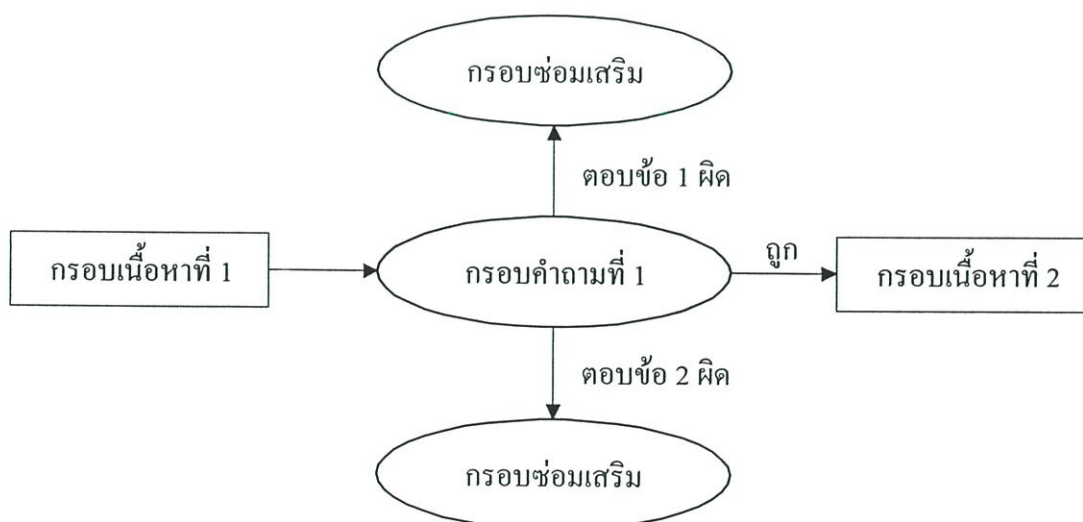 กรอบซ่อมเสริม
ตอบข้อ 1 ผิด
กรอบเนื้อหาที่ 1
กรอบคำถามที่ 1
ถูก
กรอบเนื้อหาที่ 2
ตอบข้อ 2 ผิด
กรอบซ่อมเสริม